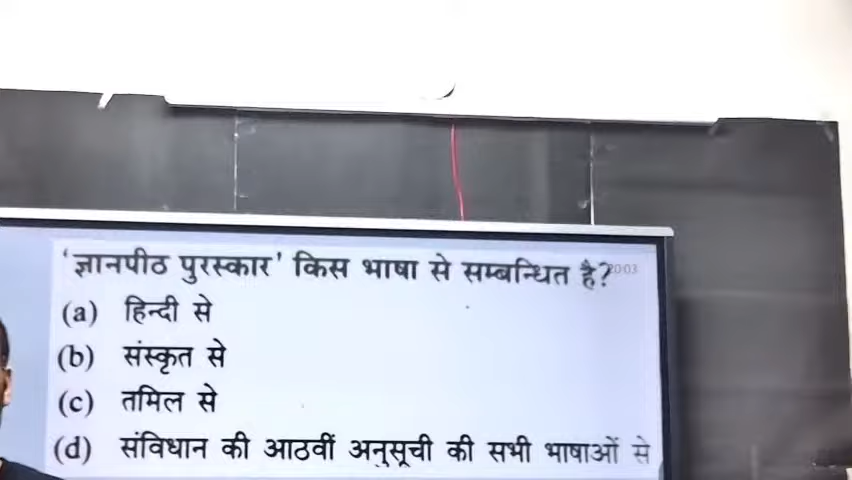 'ज्ञानपीठ पुरस्कार' किस भाषा से सम्बन्धित है?
(a) हिन्दी से
(b) संस्कृत से
(c) तमिल से
(d) संविधान की आठवीं अनुसूची की सभी भाषाओं से